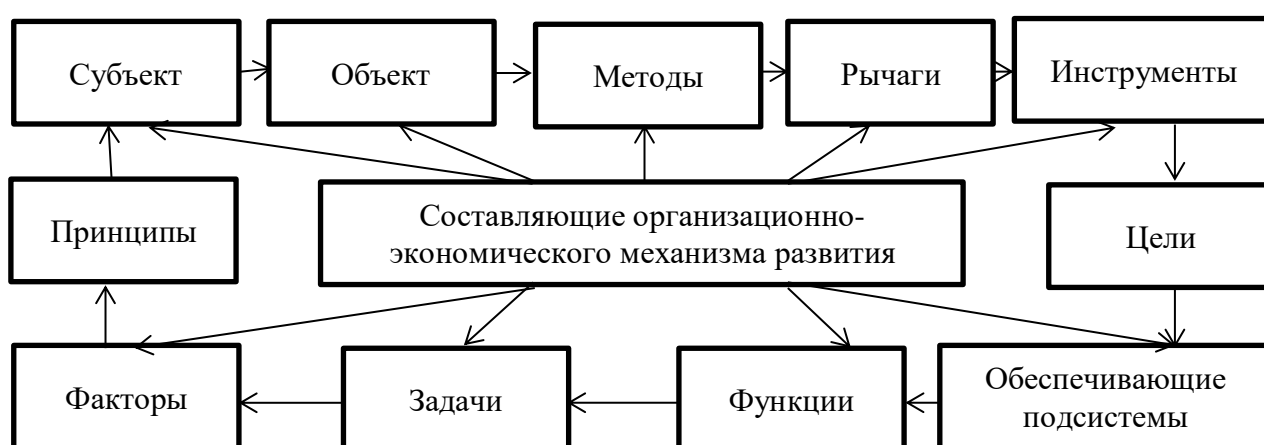 Субъект
Объект
Методы
Рычаги
Инструменты
Принципы
Составляющие организационно-
экономического механизма развития
Цели
Факторы
Задачи
Функции
Обеспечивающие
подсистемы